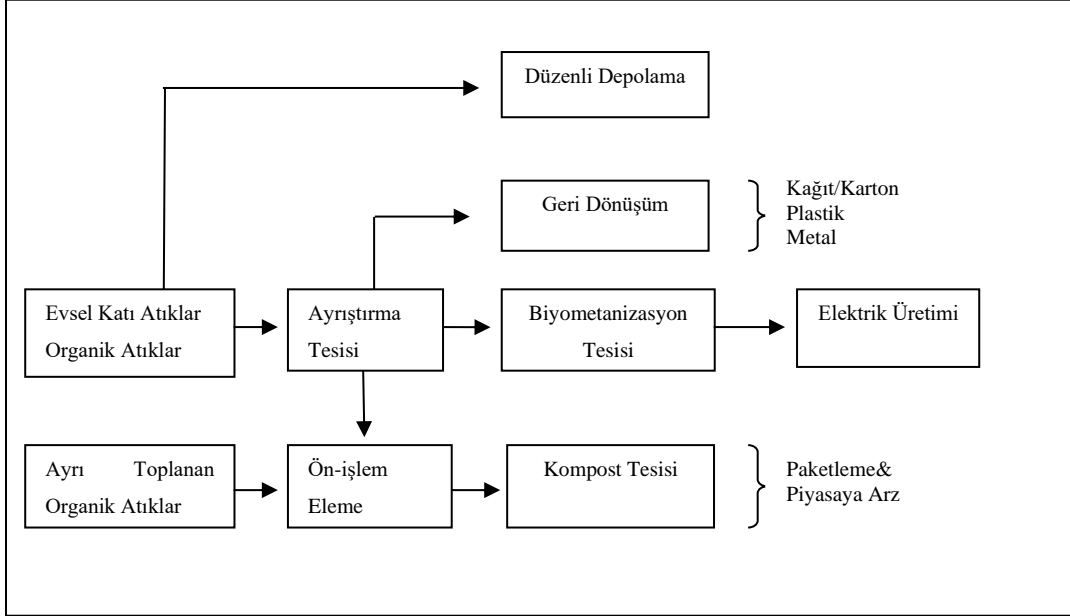 Düzenli Depolama
Geri Dönüşüm
Kağıt/Karton
Plastik
Metal
Evsel Katı Atıklar
Organik Atıklar
Ayrıştırma
Tesisi
Biyometanizasyon
Tesisi
Elektrik Üretimi
Ayrı Toplanan
Organik Atıklar
Ön-işlem
Eleme
Kompost Tesisi
Paketleme&
Piyasaya Arz